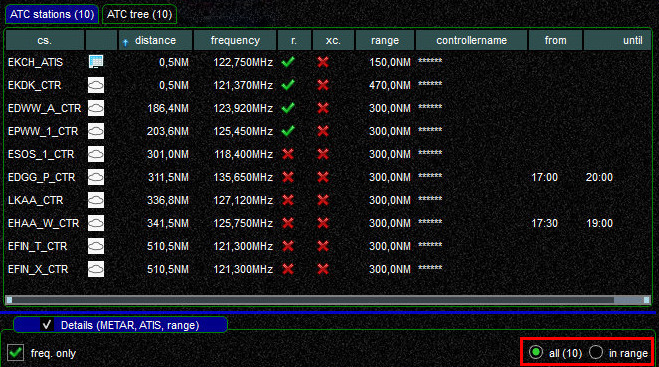 ATC stations (10) ATC tree (10)
cs. distance frequency r. xc. range controllername from until
EKCH_ATIS 0,5NM 122,750MHz 150,0NM ******
EKDK_CTR 0,5NM 121,370MHz 470,0NM ******
EDWW_A_CTR 186,4NM 123,920MHz 300,0NM ******
EPWW_1_CTR 203,6NM 125,450MHz 300,0NM ******
ESOS_1_CTR 301,0NM 118,400MHz 300,0NM ******
EDGG_P_CTR 311,5NM 135,650MHz 300,0NM ****** 17:00 20:00
LKAA_CTR 336,8NM 127,120MHz 300,0NM ******
EHAA_W_CTR 341,5NM 125,750MHz 300,0NM ****** 17:30 19:00
EFIN_T_CTR 510,5NM 121,300MHz 300,0NM ******
EFIN_X_CTR 510,5NM 121,300MHz 300,0NM ******
Details (METAR, ATIS, range)
freq. only all (10) in range